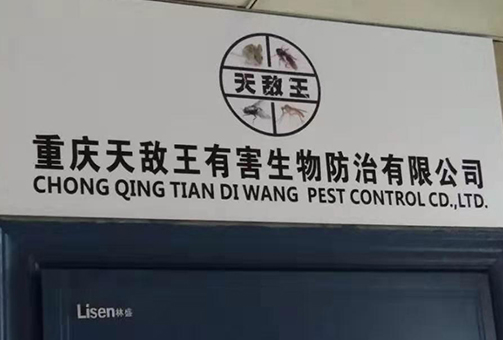 天敌王
重庆天敌王有害生物防治有限公司
CHONG QING TIAN DI WANG PEST CONTROL CD.,LTD.
Lisen林盛